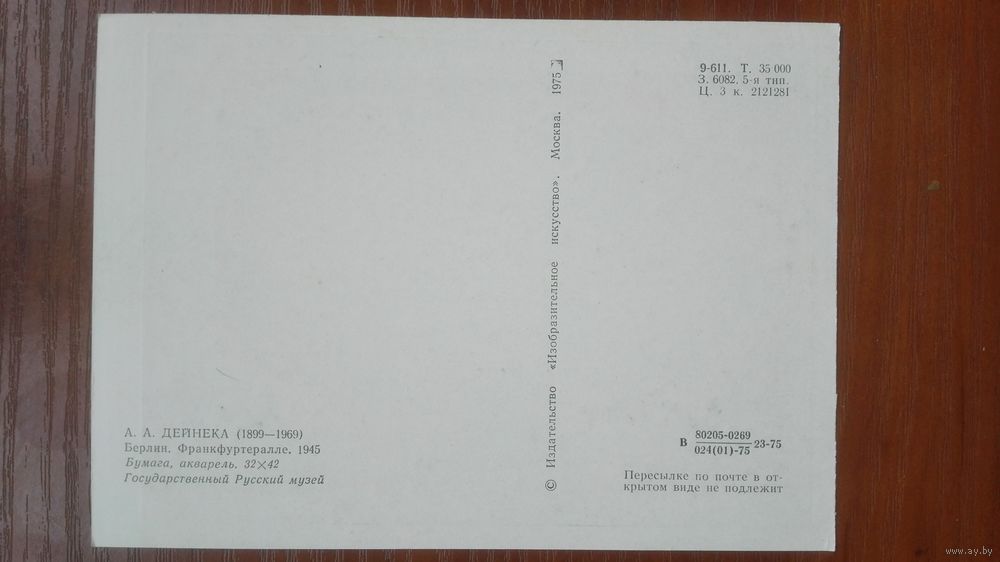 9-611. Т. 35 000
З. 6082. 5-я тип.
Ц. 3 к. 2121281
© Издательство «Изобразительное искусство». Москва. 1975
А. А. ДЕЙНЕКА (1899—1969)
Берлин. Франкфуртералле. 1945
Бумага, акварель. 32×42
Государственный Русский музей
В 80205-0269 23-75
024(01)-75
Пересылке по почте в от-
крытом виде не подлежит
www.ay.by